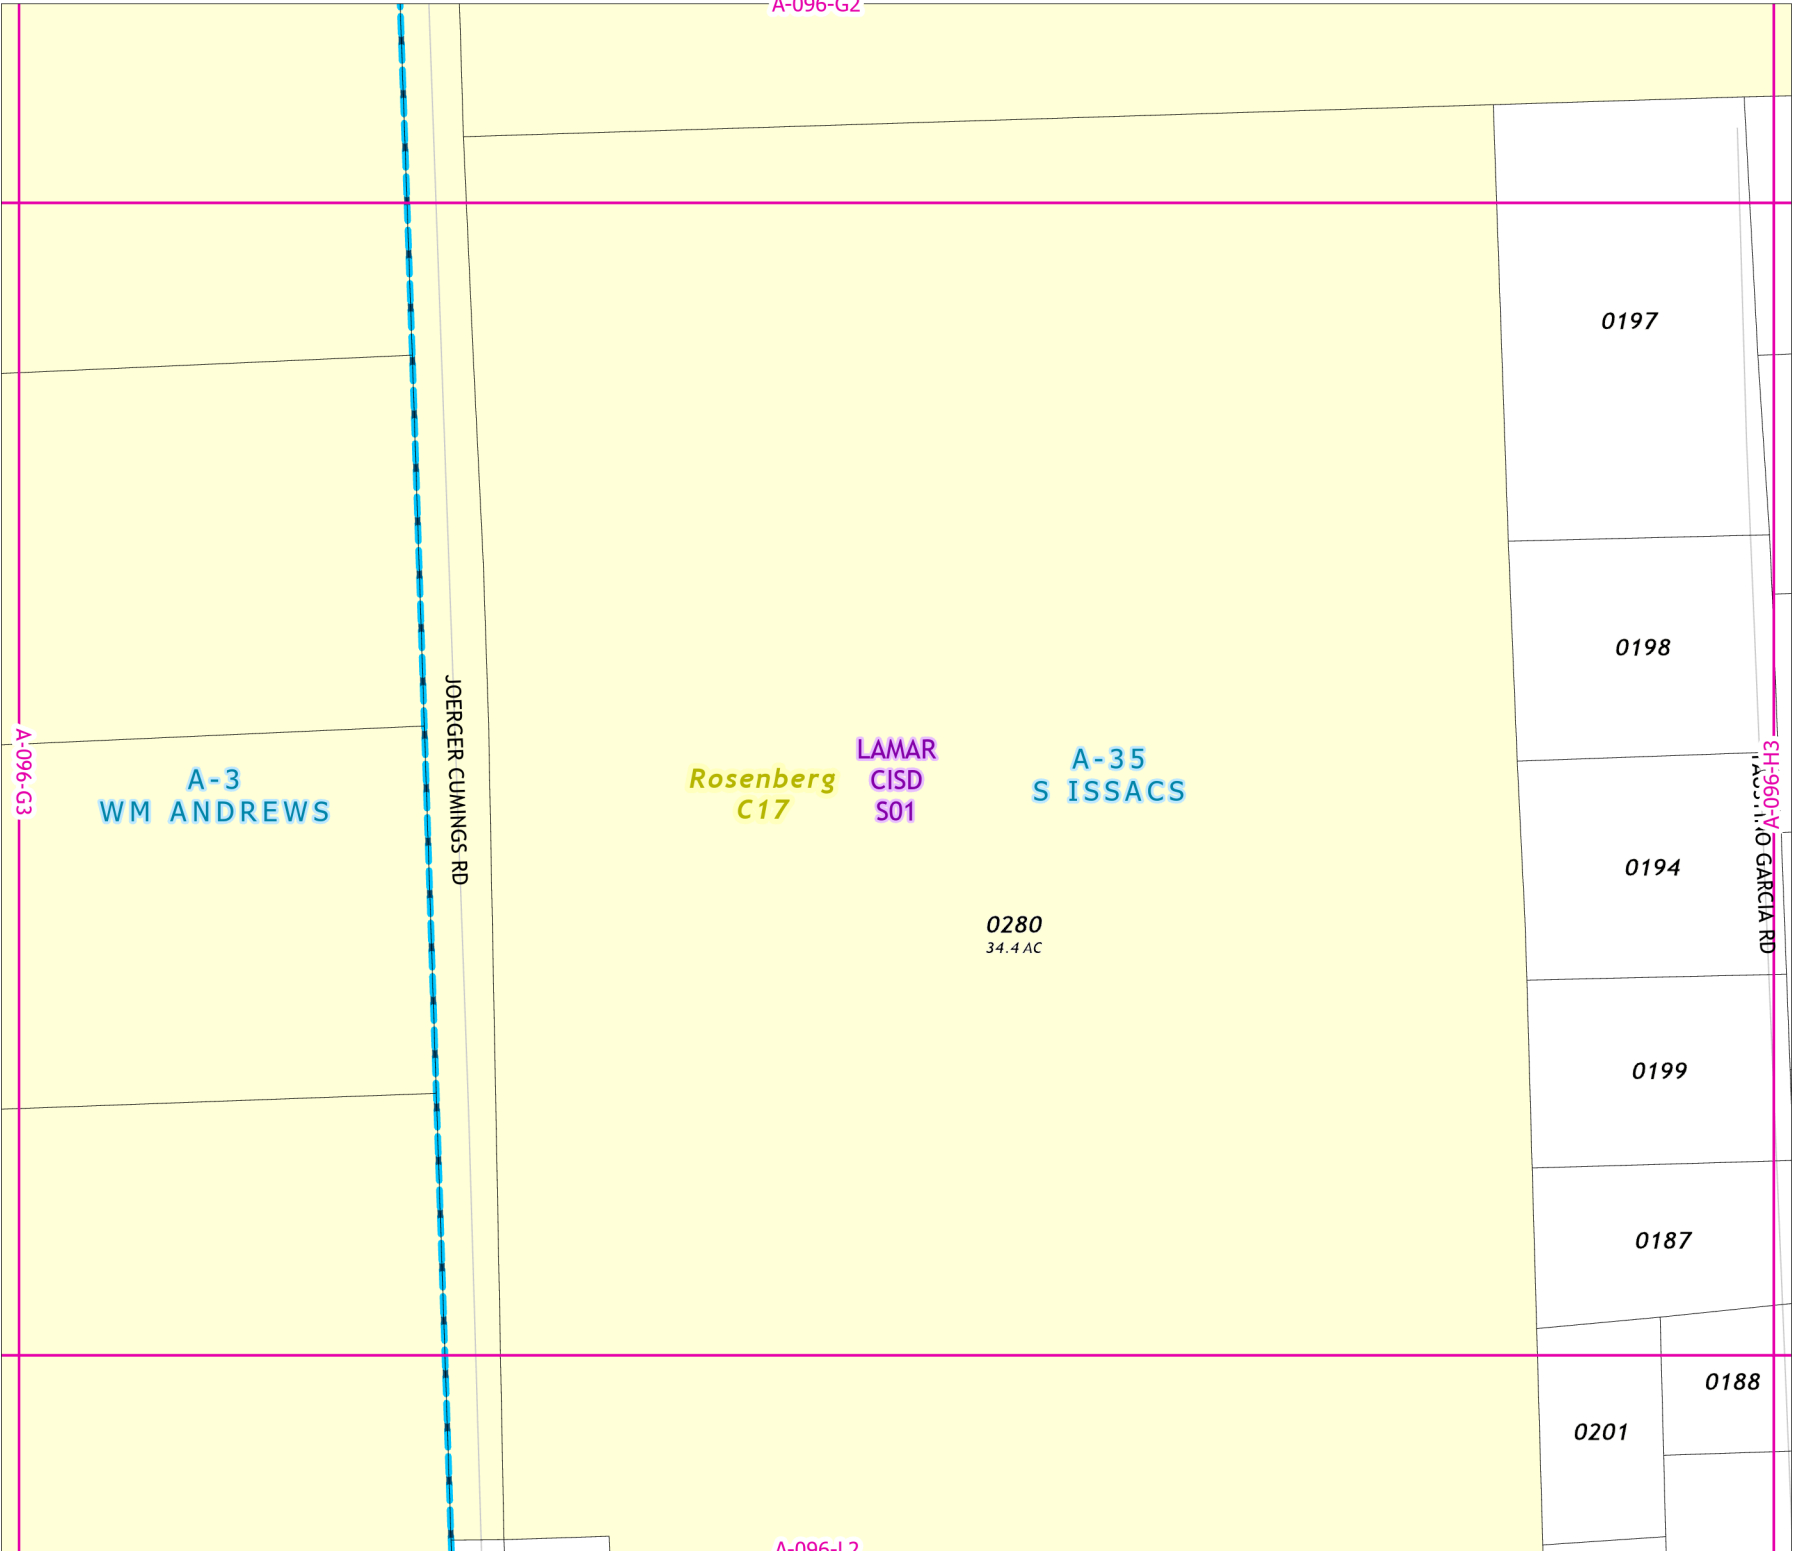 A-096-G2
0197
0198
A-096-G3
JOERGER CUMINGS RD
A-3
WM ANDREWS
Rosenberg
C17
LAMAR
CISD
S01
A-35
S ISSACS
A-096-H3
GARCIA RD
0194
0280
34.4 AC
0199
0187
0188
0201
A-096-L2